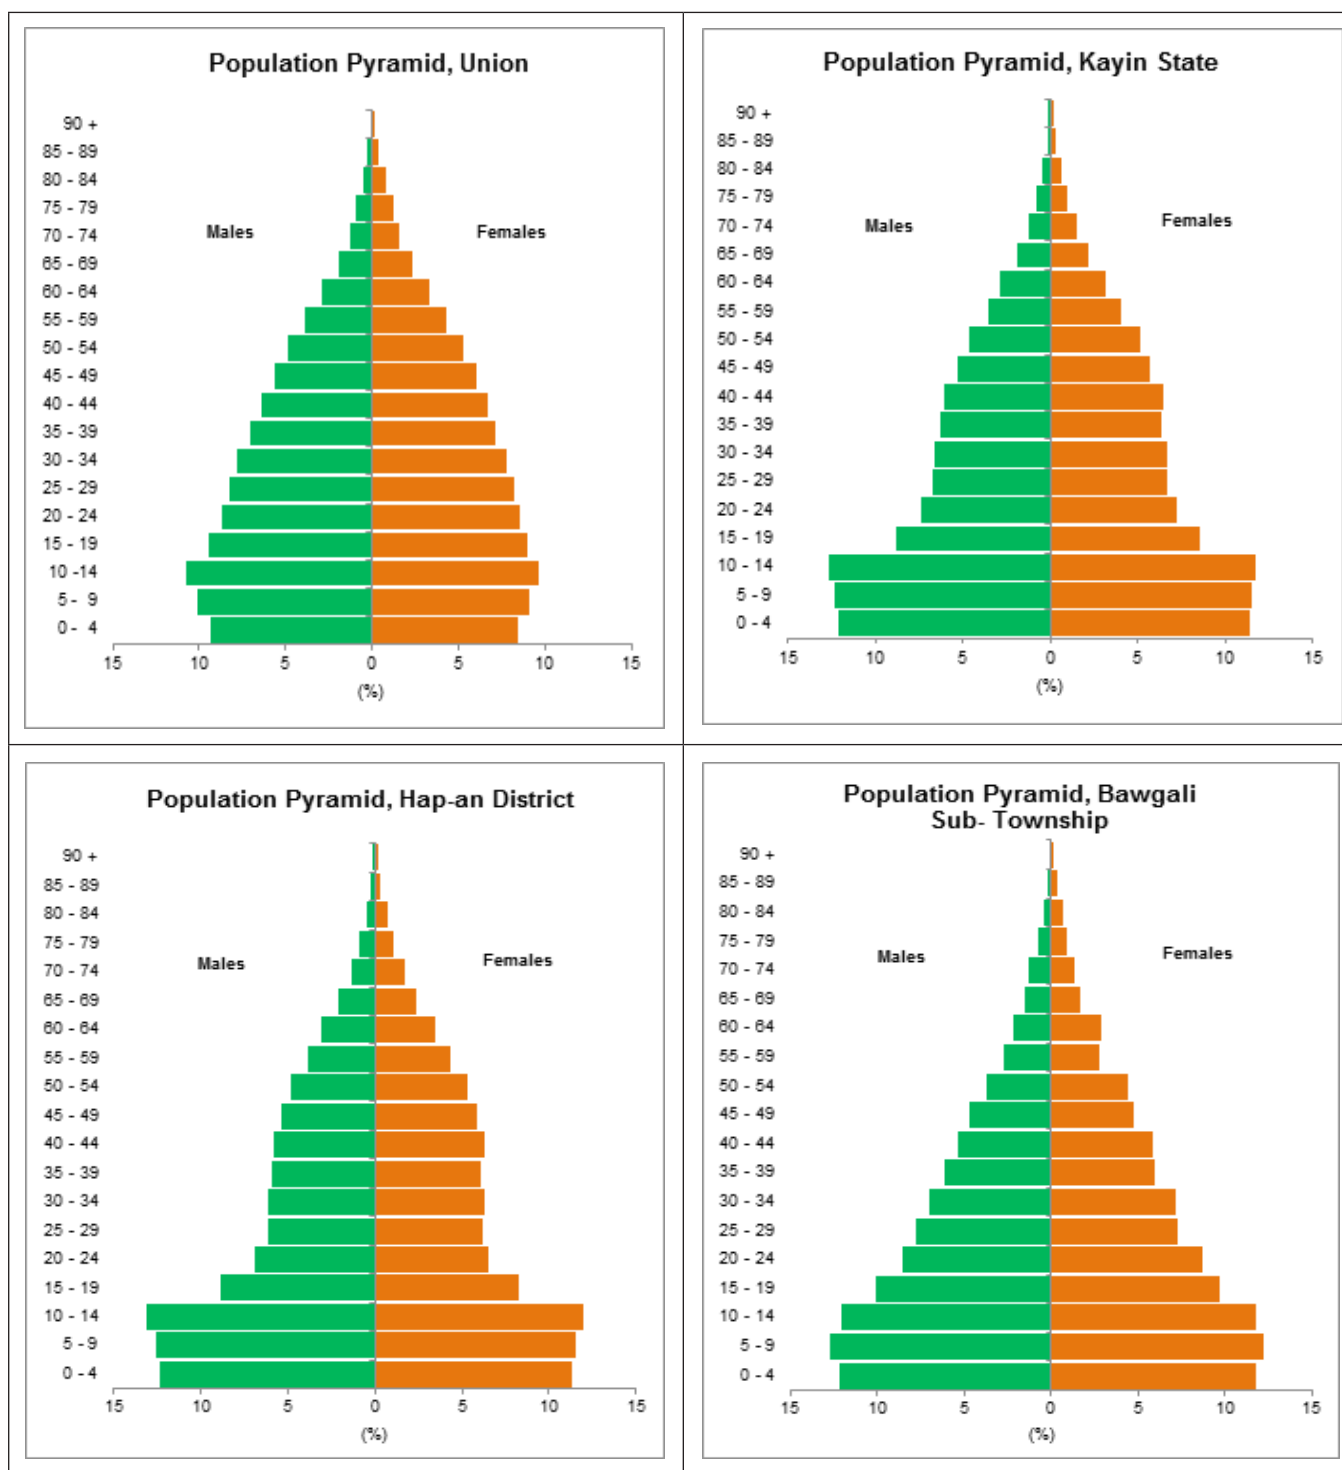 Population Pyramid, Union
90 +
85 - 89
80 - 84
75 - 79
70 - 74
65 - 69
60 - 64
55 - 59
50 - 54
45 - 49
40 - 44
35 - 39
30 - 34
25 - 29
20 - 24
15 - 19
10 -14
5 - 9
0 - 4
Males
Females
15 10 5 0 5 10 15
(%)
Population Pyramid, Kayin State
90 +
85 - 89
80 - 84
75 - 79
70 - 74
65 - 69
60 - 64
55 - 59
50 - 54
45 - 49
40 - 44
35 - 39
30 - 34
25 - 29
20 - 24
15 - 19
10 - 14
5 - 9
0 - 4
Males
Females
15 10 5 0 5 10 15
(%)
Population Pyramid, Hap-an District
90 +
85 - 89
80 - 84
75 - 79
70 - 74
65 - 69
60 - 64
55 - 59
50 - 54
45 - 49
40 - 44
35 - 39
30 - 34
25 - 29
20 - 24
15 - 19
10 - 14
5 - 9
0 - 4
Males
Females
15 10 5 0 5 10 15
(%)
Population Pyramid, Bawgali
Sub- Township
90 +
85 - 89
80 - 84
75 - 79
70 - 74
65 - 69
60 - 64
55 - 59
50 - 54
45 - 49
40 - 44
35 - 39
30 - 34
25 - 29
20 - 24
15 - 19
10 - 14
5 - 9
0 - 4
Males
Females
15 10 5 0 5 10 15
(%)